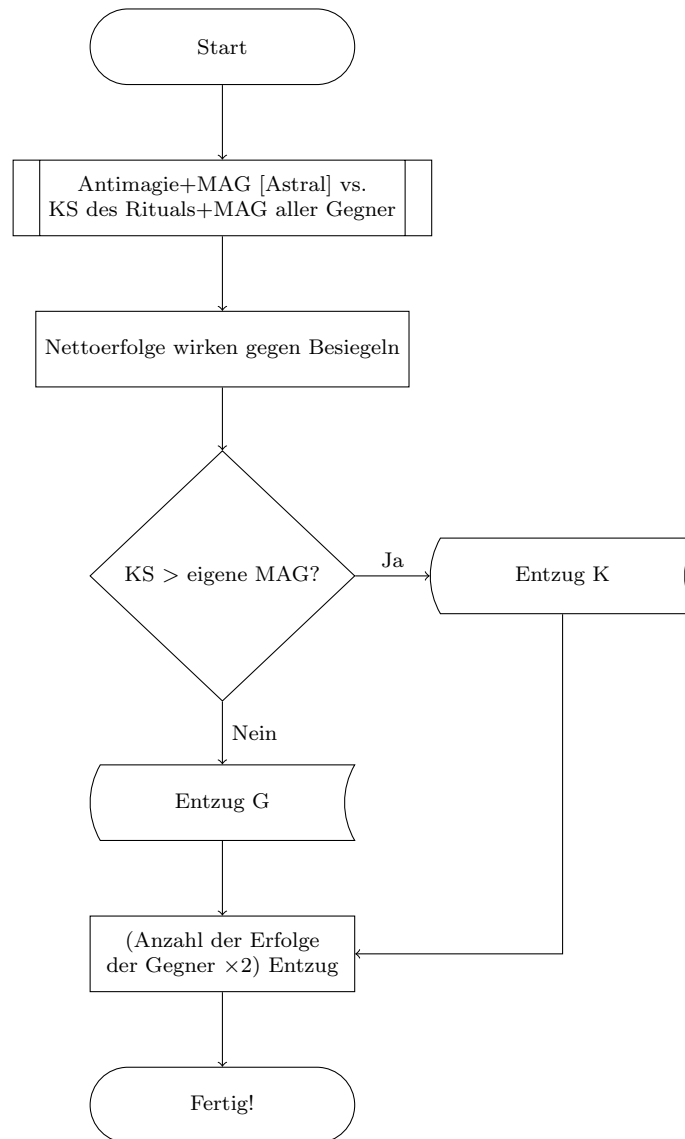 Start
Antimagie+MAG [Astral] vs.
KS des Rituals+MAG aller Gegner
Nettoerfolge wirken gegen Besiegeln
KS > eigene MAG?
Ja
Entzug K
Nein
Entzug G
(Anzahl der Erfolge
der Gegner ×2) Entzug
Fertig!